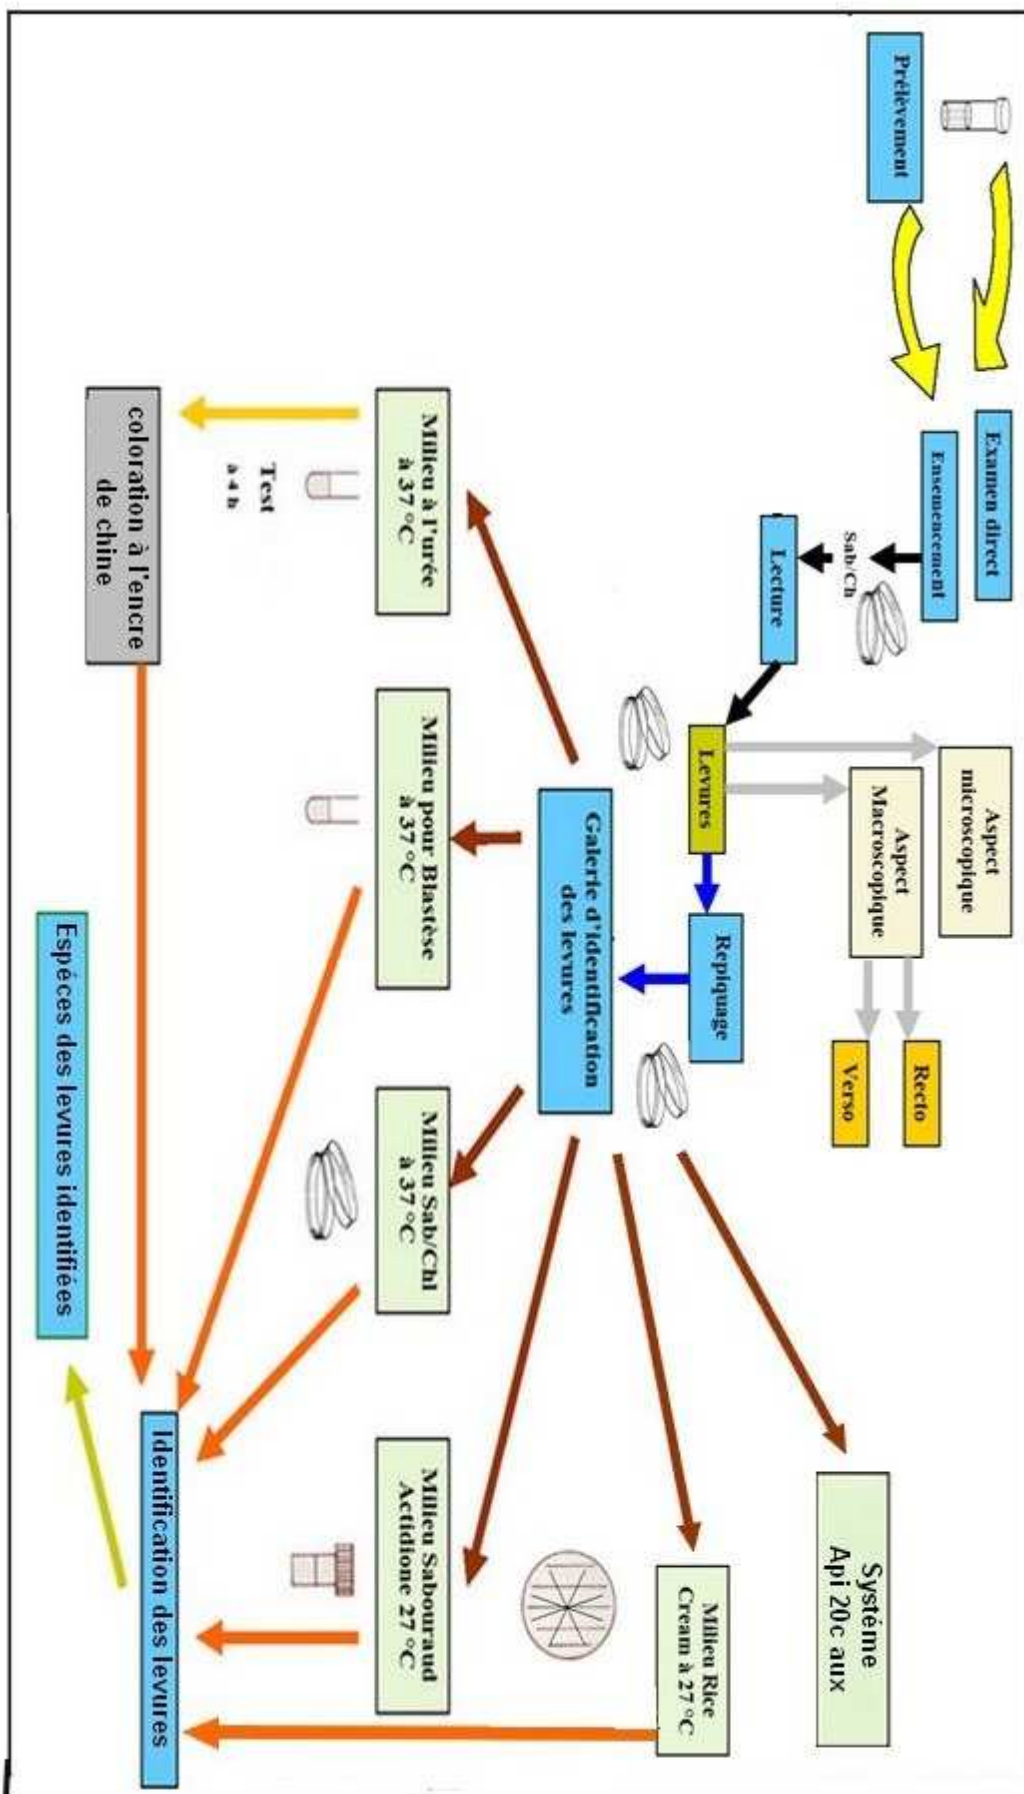 Prélèvement
Examen direct
Ensemencement
Sab/Ch
Lecture
Levures
Aspect
microscopique
Aspect
Macroscopique
Recto
Verso
Repiquage
Galerie d'identification
des levures
Milieu à l'urée
à 37 °C
Milieu pour Blastèse
à 37 °C
Milieu Sab/Chl
à 37 °C
Milieu Sabouraud
Actidione 27 °C
Milieu Rice
Cream à 27 °C
Systéme
Api 20c aux
Test
à 4 h
coloration à l'encre
de chine
Identification des levures
Espéces des levures identifiées